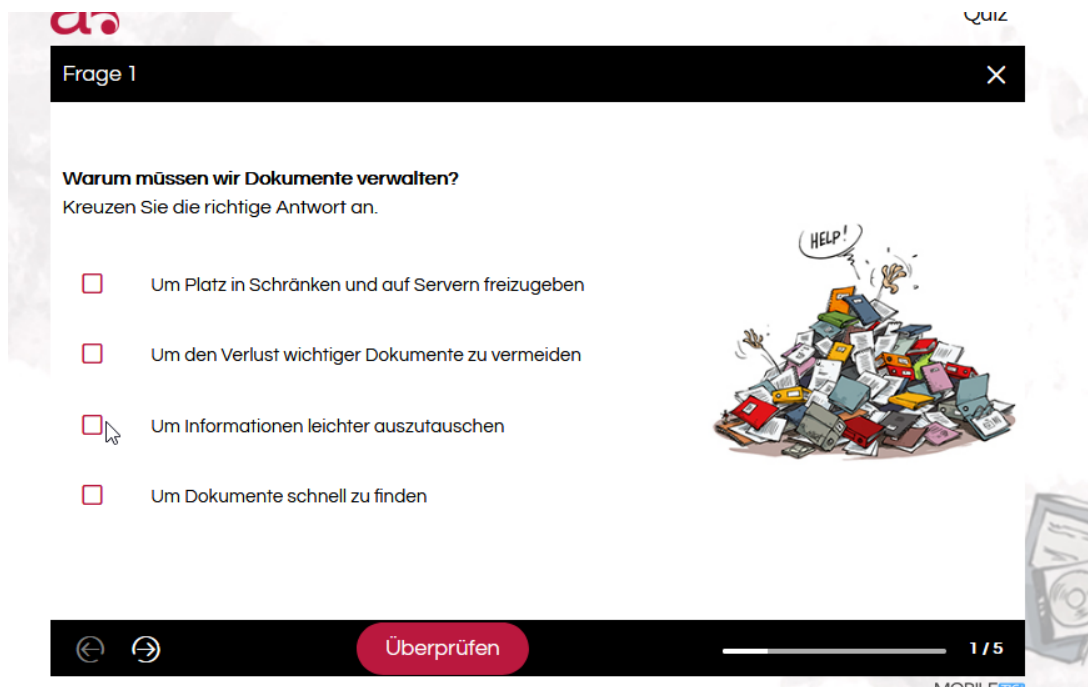 Quiz
Frage 1
Warum müssen wir Dokumente verwalten?
Kreuzen Sie die richtige Antwort an.
HELP!
Um Platz in Schränken und auf Servern freizugeben
Um den Verlust wichtiger Dokumente zu vermeiden
Um Informationen leichter auszutauschen
Um Dokumente schnell zu finden
Überprüfen
1 / 5